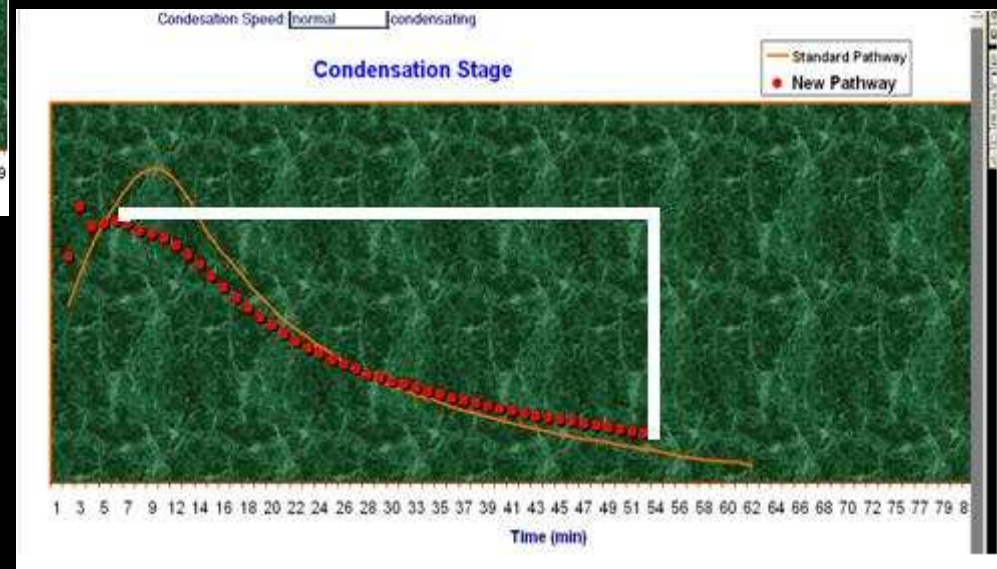 Condesation Speed normal condensating
Condensation Stage
Standard Pathway
New Pathway
1 3 5 7 9 12 14 16 18 20 22 24 26 28 30 33 35 37 39 41 43 45 47 49 51 54 56 58 60 62 64 66 68 70 72 75 77 79 8
Time (min)
9